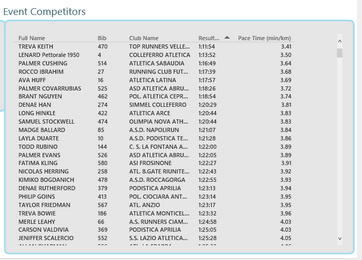 Event Competitors
Full Name Bib Club Name Result... Pace Time (min/km)
TREVA KEITH 470 TOP RUNNERS VELLE... 1:11:54 3.41
LENARD Pettorale 1950 4 COLLEFERRO ATLETICA 1:13:52 3.50
PALMER CUSHING 514 ATLETICA SABAUDIA 1:16:49 3.64
ROCCO IBRAHIM 27 RUNNING CLUB FUT... 1:17:39 3.68
AVA HUFF 16 ATLETICA LATINA 1:17:57 3.69
PALMER COVARRUBIAS 525 ASD ATLETICA ABRU... 1:18:26 3.72
BRANT NGUYEN 462 POL. ATLETICA CEPR... 1:18:54 3.74
DENAE HAN 274 SIMMEL COLLEFERRO 1:20:29 3.81
LONG HINKLE 422 ATLETICA ARCE 1:20:44 3.83
SAMUEL STOCKWELL 474 OLIMPIA NOVA ATH... 1:20:44 3.83
MADGE BALLARD 85 A.S.D. NAPOLIRUN 1:21:07 3.84
LAYLA DUARTE 10 A.S.D. PODISTICA TE... 1:21:28 3.86
TODD RUBINO 144 C. S. LA FONTANA A... 1:22:00 3.89
PALMER EVANS 526 ASD ATLETICA ABRU... 1:22:05 3.89
FATIMA KLING 580 ASI FROSINONE 1:22:27 3.91
NICOLAS HERRING 258 ATL. B.GATE RIUNITE... 1:22:43 3.92
KIMIKO BOGDANICH 478 A.S.D. ROCCAGORGA 1:22:55 3.93
DENAE RUTHERFORD 379 PODISTICA APRILIA 1:23:13 3.94
PHILIP GOINS 413 POL. CIOCIARA ANT... 1:23:14 3.95
TAYLOR FRIEDMAN 567 ATL. ANZIO 1:23:17 3.95
TREVA BOWIE 186 ATLETICA MONTICEL... 1:23:32 3.96
MERLE LEAHY 66 A.S. RUNNERS CIAM... 1:24:58 4.03
CARSON VALDIVIA 369 PODISTICA APRILIA 1:25:05 4.03
JENIFFER SCALERCIO 552 S.S. LAZIO ATLETICA... 1:25:28 4.05